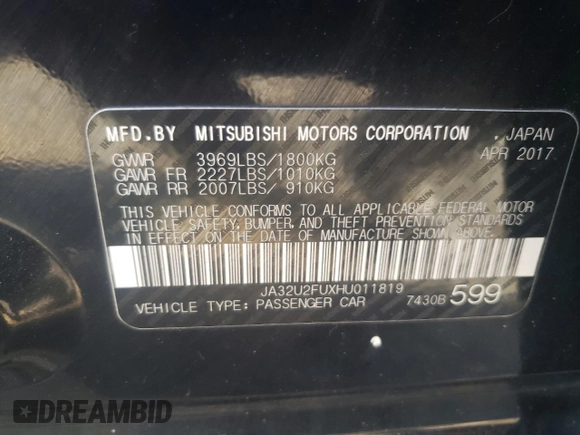 MFD.BY MITSUBISHI MOTORS CORPORATION , JAPAN
GVWR 3969LBS/1800KG APR 2017
GAWR FR 2227LBS/1010KG
GAWR RR 2007LBS/ 910KG
THIS VEHICLE CONFORMS TO ALL APPLICABLE FEDERAL MOTOR
VEHICLE SAFETY, BUMPER, AND THEFT PREVENTION STANDARDS
IN EFFECT ON THE DATE OF MANUFACTURE SHOWN ABOVE.
JA32U2FUXHU011819
VEHICLE TYPE: PASSENGER CAR 7430B 599
DREAMBID